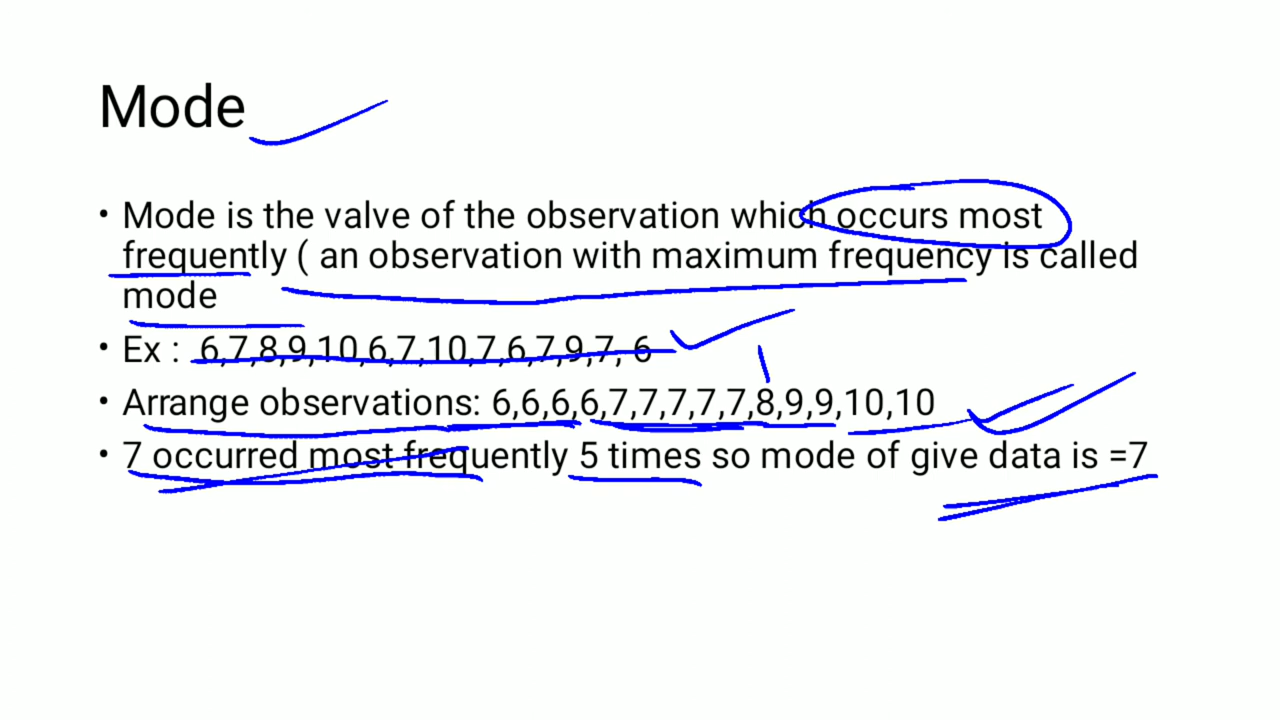 Mode
• Mode is the valve of the observation which occurs most
frequently ( an observation with maximum frequency is called
mode
• Ex : 6,7,8,9,10,6,7,10,7,6,7,9,7, 6
• Arrange observations: 6,6,6,6,7,7,7,7,7,8,9,9,10,10
• 7 occurred most frequently 5 times so mode of give data is =7